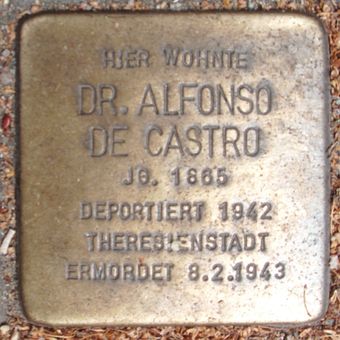 HIER WOHNTE
DR. ALFONSO
DE CASTRO
JG. 1865
DEPORTIERT 1942
THERESIENSTADT
ERMORDET 8.2.1943